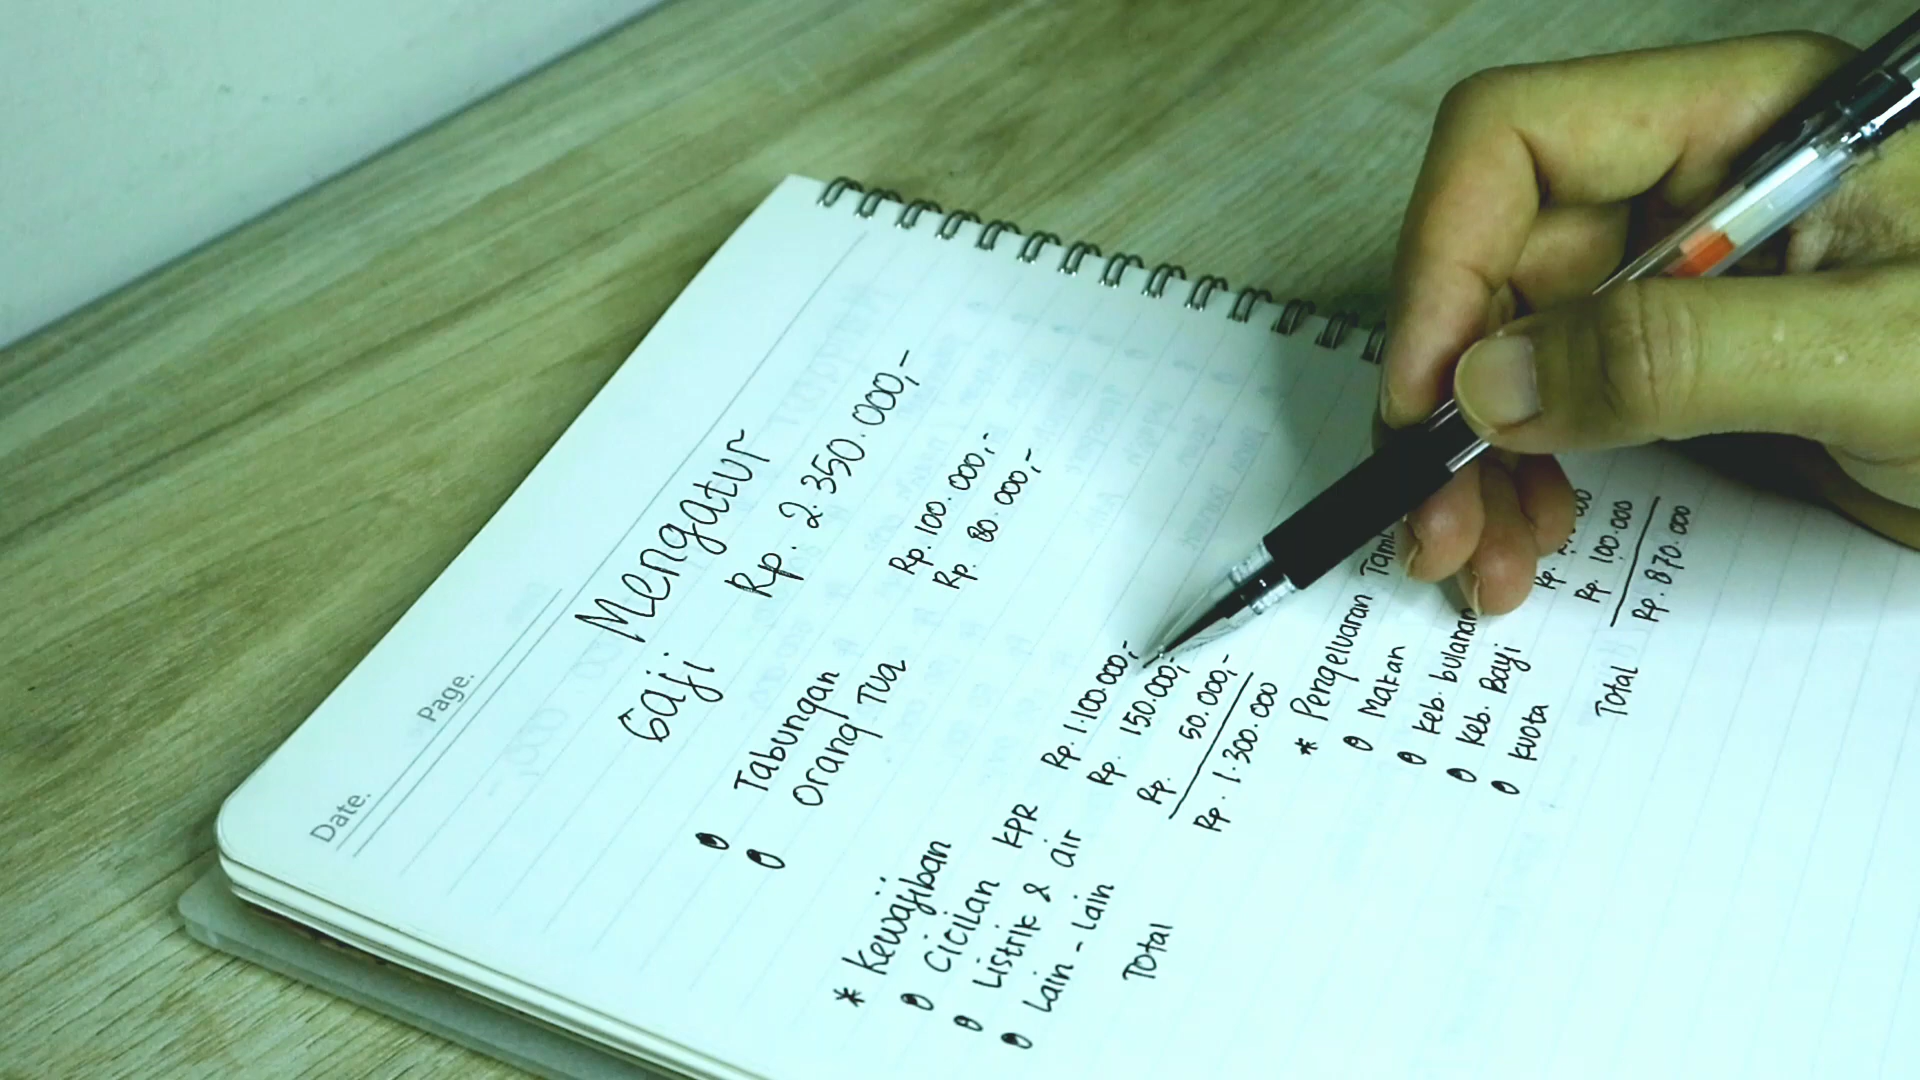 Date. Page.
Mengatur
Gaji Rp. 2.350.000,-
Tabungan Rp. 100.000,-
Orang Tua Rp. 80.000,-
* Kewajiban
Cicilan KPR Rp. 1.100.000,-
Listrik & air Rp. 150.000,-
Lain-lain Rp. 50.000,-
Total Rp. 1.300.000
* Pengeluaran
Makan
Keb. bulanan
Keb. Bayi Rp.
Kuota Rp. 100.000
Total Rp. 870.000